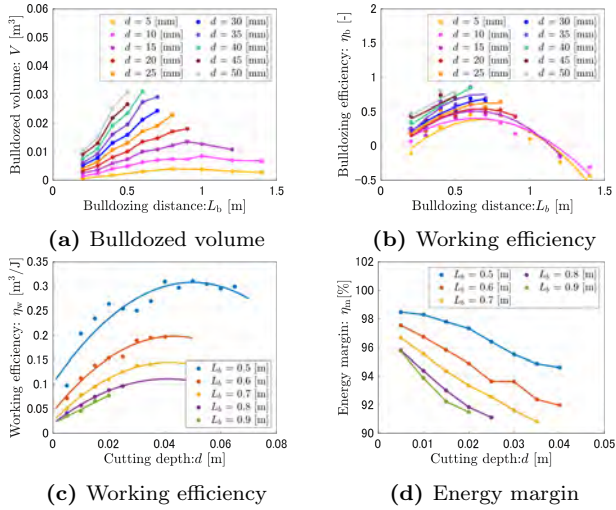 0.05
0.04
0.03
0.02
0.01
0
0
0.5
1
1.5
Bulldozed volume: V [m³]
Bulldozing distance:L_b [m]
d = 5 [mm]
d = 10 [mm]
d = 15 [mm]
d = 20 [mm]
d = 25 [mm]
d = 30 [mm]
d = 35 [mm]
d = 40 [mm]
d = 45 [mm]
d = 50 [mm]
(a) Bulldozed volume
2
1.5
1
0.5
0
-0.5
0
0.5
1
1.5
Bulldozing efficiency: η_b [-]
Bulldozing distance:L_b [m]
d = 5 [mm]
d = 10 [mm]
d = 15 [mm]
d = 20 [mm]
d = 25 [mm]
d = 30 [mm]
d = 35 [mm]
d = 40 [mm]
d = 45 [mm]
d = 50 [mm]
(b) Working efficiency
0.35
0.3
0.25
0.2
0.15
0.1
0.05
0
0
0.02
0.04
0.06
0.08
Working efficiency: η_w [m³/J]
Cutting depth:d [m]
L_b = 0.5 [m]
L_b = 0.6 [m]
L_b = 0.7 [m]
L_b = 0.8 [m]
L_b = 0.9 [m]
(c) Working efficiency
102
100
98
96
94
92
90
0
0.01
0.02
0.03
0.04
0.05
Energy margin: η_m[%]
Cutting depth:d [m]
L_b = 0.5 [m]
L_b = 0.6 [m]
L_b = 0.7 [m]
L_b = 0.8 [m]
L_b = 0.9 [m]
(d) Energy margin